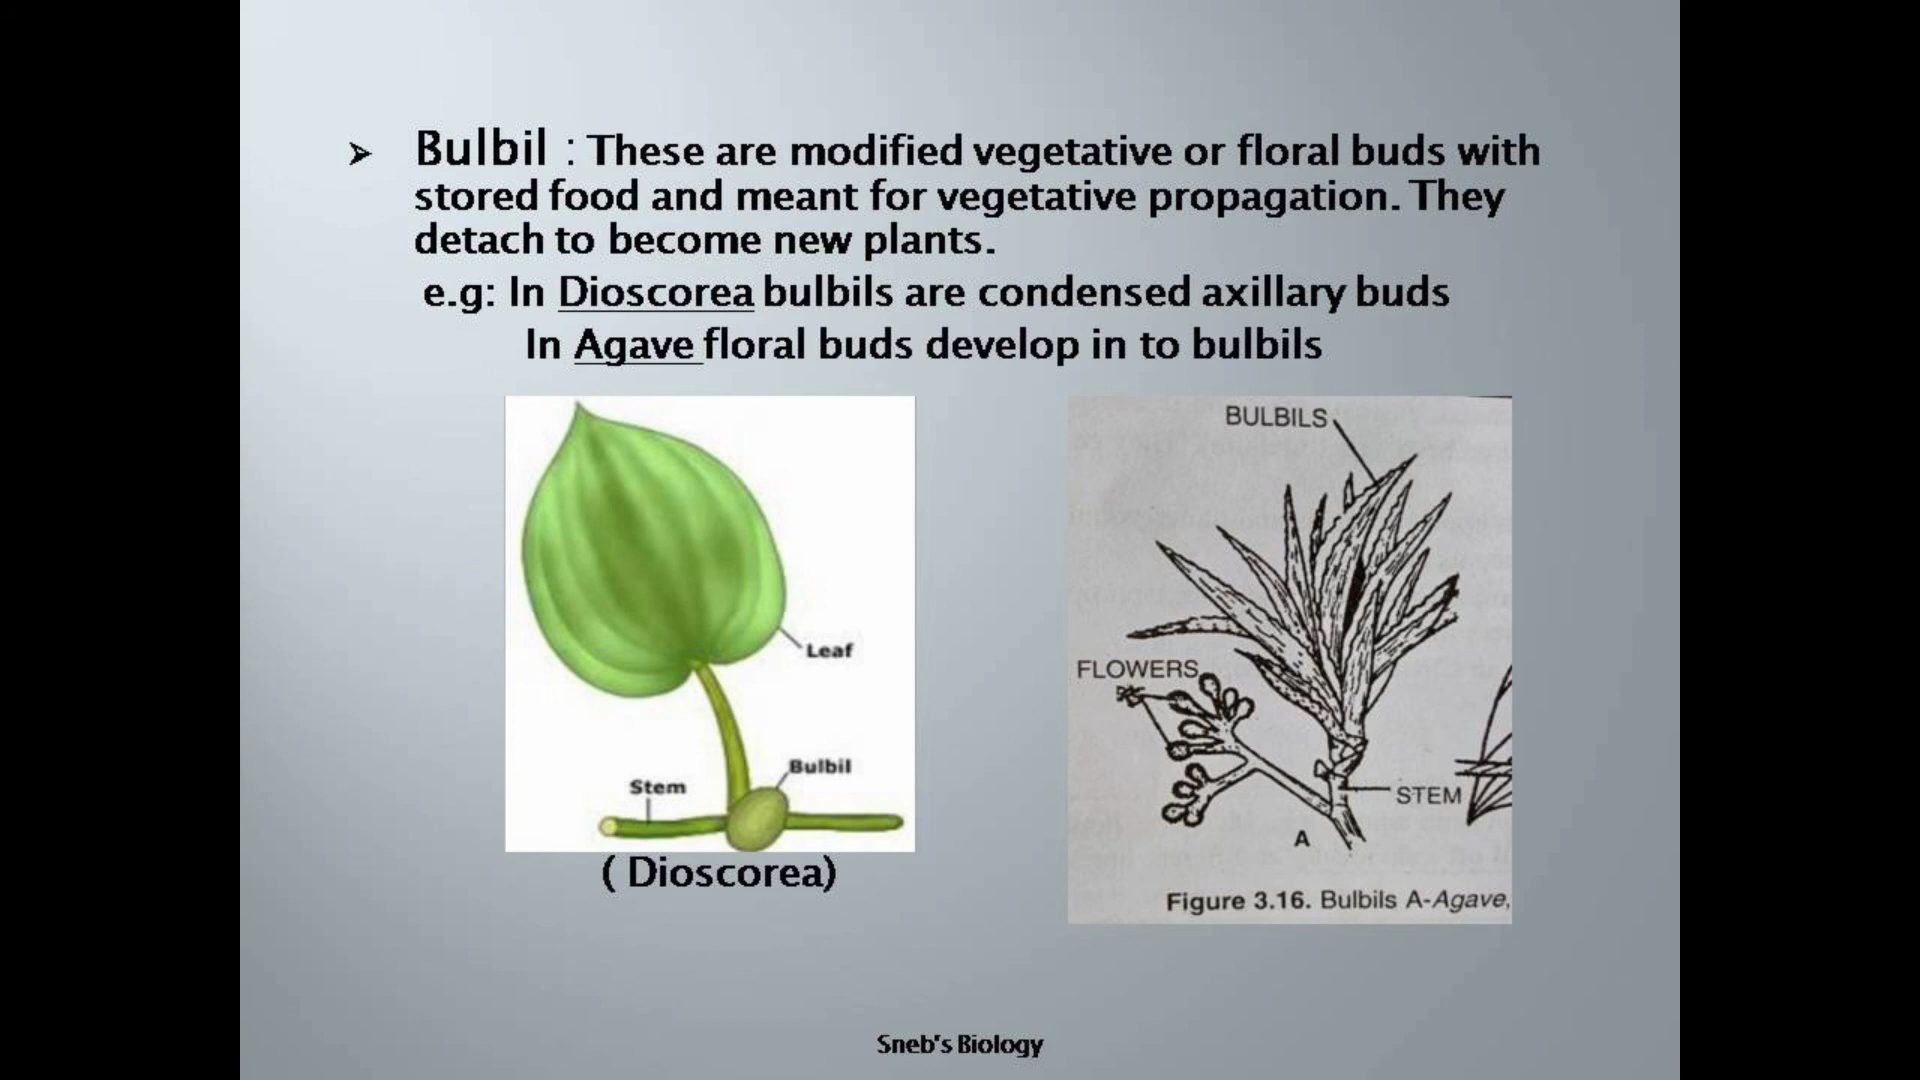 ➢ Bulbil : These are modified vegetative or floral buds with
stored food and meant for vegetative propagation. They
detach to become new plants.
e.g: In Dioscorea bulbils are condensed axillary buds
In Agave floral buds develop in to bulbils
Leaf
Bulbil
Stem
( Dioscorea)
BULBILS
FLOWERS
STEM
A
Figure 3.16. Bulbils A-Agave,
Sneb's Biology